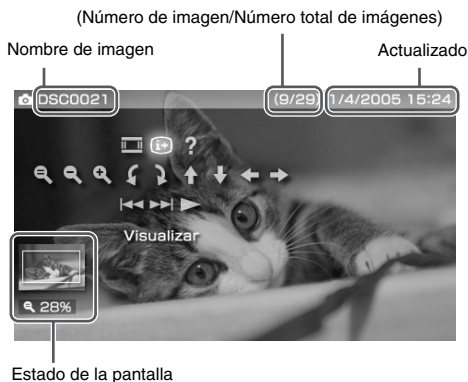 (Número de imagen/Número total de imágenes)
Nombre de imagen
Actualizado
DSC0021
(9/29) 1/4/2005 15:24
?
Visualizar
28%
Estado de la pantalla